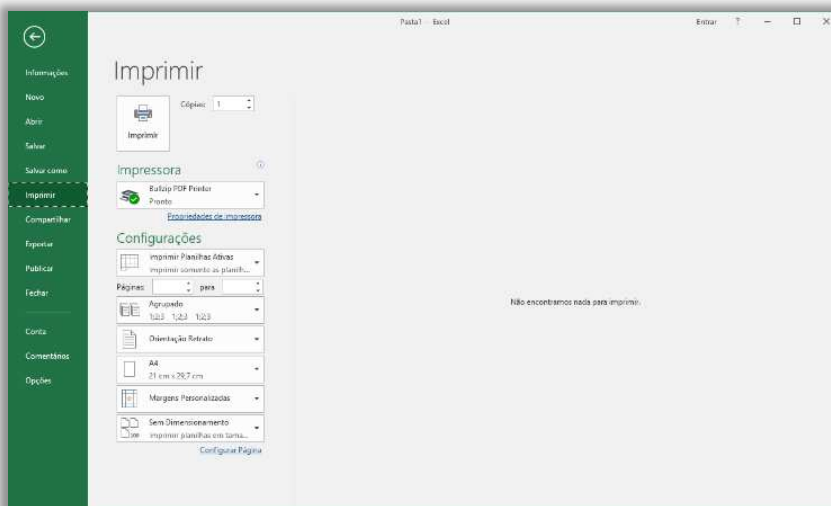 Pasta1 - Excel
Entrar ?
Informações
Novo
Abrir
Salvar
Salvar como
Imprimir
Compartilhar
Exportar
Publicar
Fechar
Conta
Comentários
Opções
Imprimir
Imprimir
Cópias: 1
Impressora
Bullzip PDF Printer
Pronto
Propriedades de Impressora
Configurações
Imprimir Planilhas Ativas
Imprimir somente as planilh...
Páginas: para
Agrupado
1;2;3 1;2;3 1;2;3
Orientação Retrato
A4
21 cm x 29,7 cm
Margens Personalizadas
Sem Dimensionamento
Imprimir planilhas em tama...
Configurar Página
Não encontramos nada para imprimir.